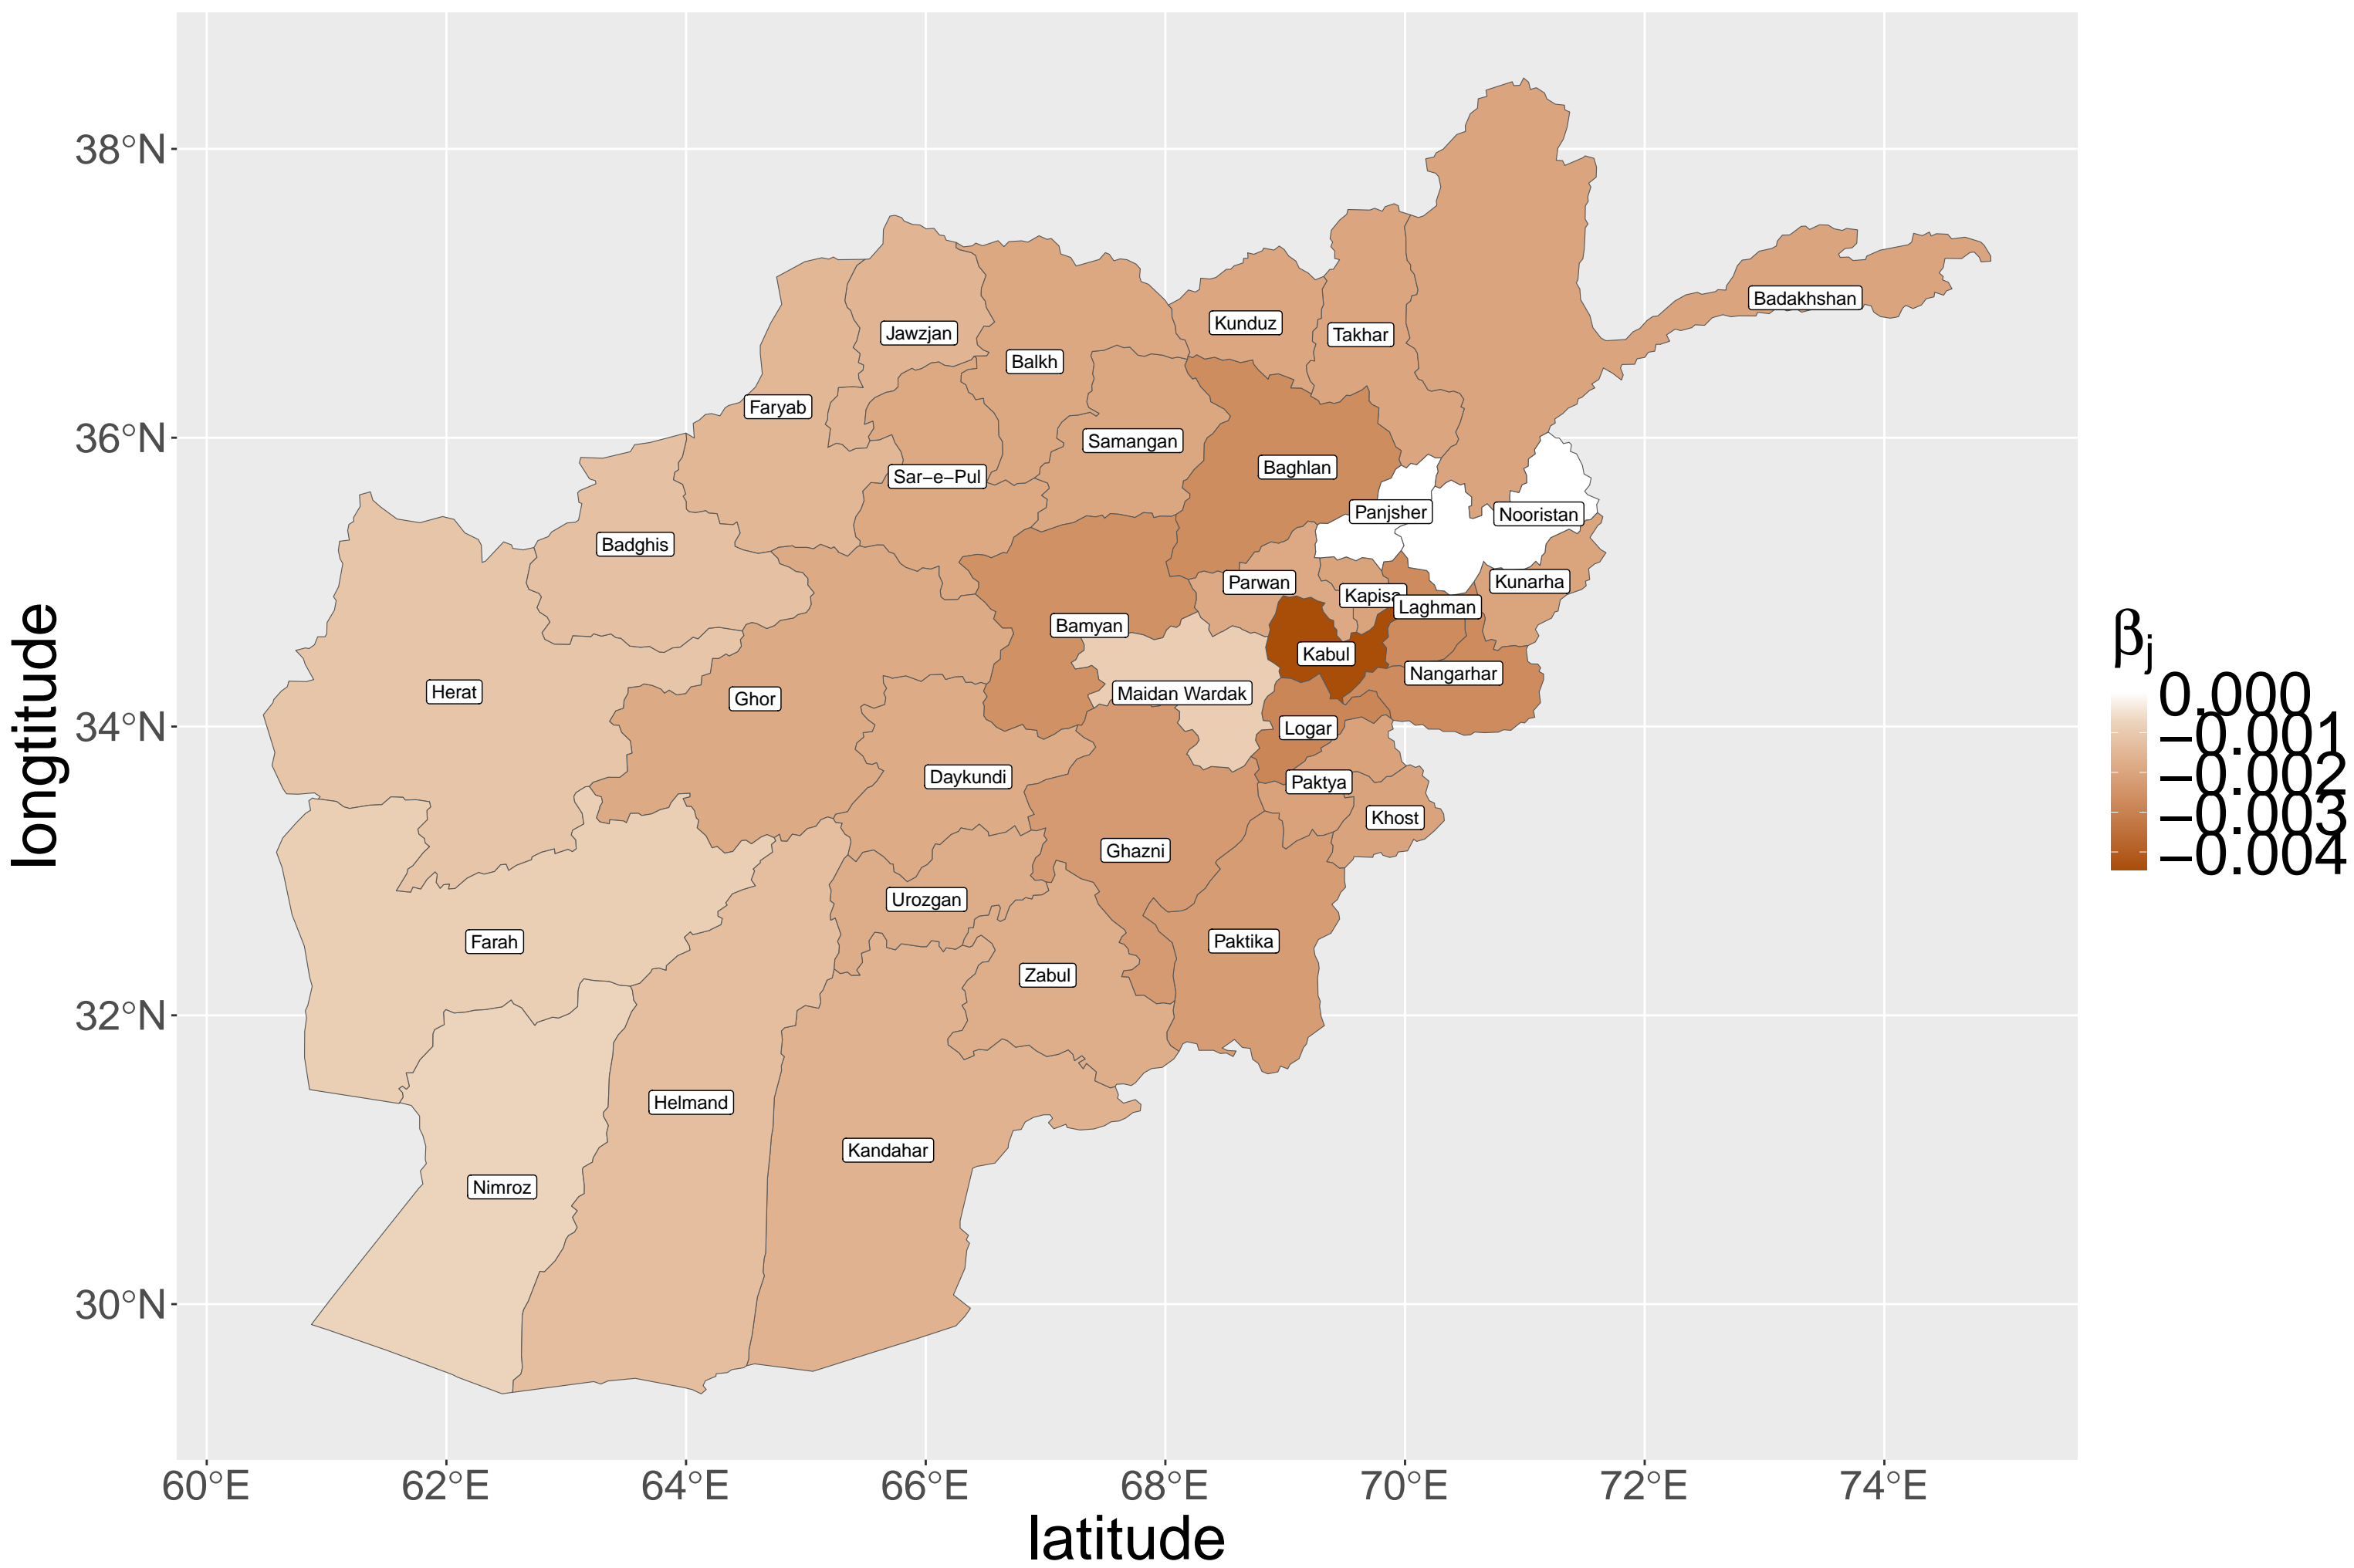 38°N
36°N
34°N
32°N
30°N
longtitude
Jawzjan
Balkh
Kunduz
Takhar
Badakhshan
Faryab
Samangan
Sar−e−Pul
Baghlan
Badghis
Panjsher
Nooristan
Parwan
Kapisa
Kunarha
Laghman
Bamyan
Kabul
Nangarhar
Herat
Ghor
Maidan Wardak
Logar
Daykundi
Paktya
Khost
Ghazni
Urozgan
Farah
Paktika
Zabul
Helmand
Kandahar
Nimroz
60°E 62°E 64°E 66°E 68°E 70°E 72°E 74°E
latitude
βj
0.000
−0.001
−0.002
−0.003
−0.004